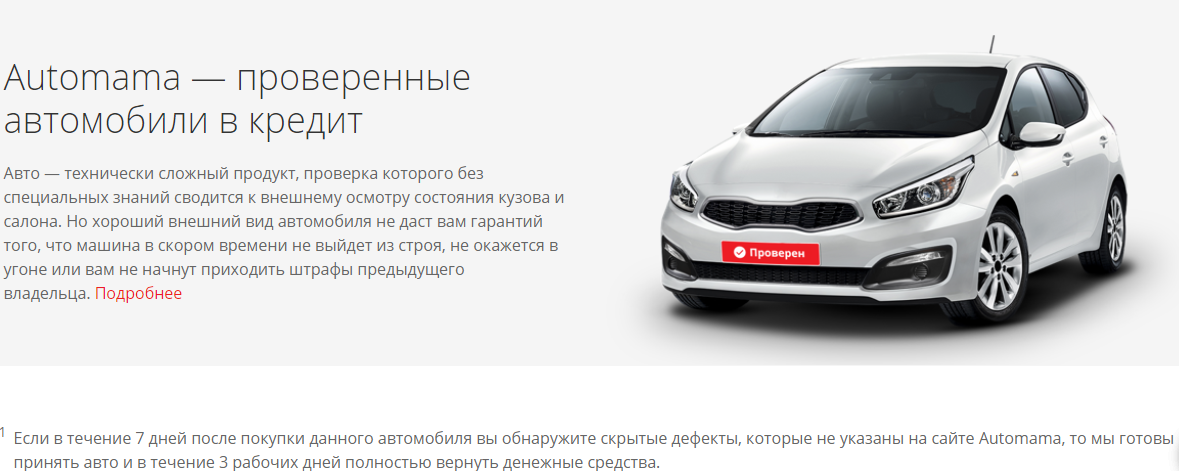 Automama — проверенные
автомобили в кредит
Авто — технически сложный продукт, проверка которого без
специальных знаний сводится к внешнему осмотру состояния кузова и
салона. Но хороший внешний вид автомобиля не даст вам гарантий
того, что машина в скором времени не выйдет из строя, не окажется в
угоне или вам не начнут приходить штрафы предыдущего
владельца. Подробнее
Проверен
1 Если в течение 7 дней после покупки данного автомобиля вы обнаружите скрытые дефекты, которые не указаны на сайте Automama, то мы готовы
принять авто и в течение 3 рабочих дней полностью вернуть денежные средства.